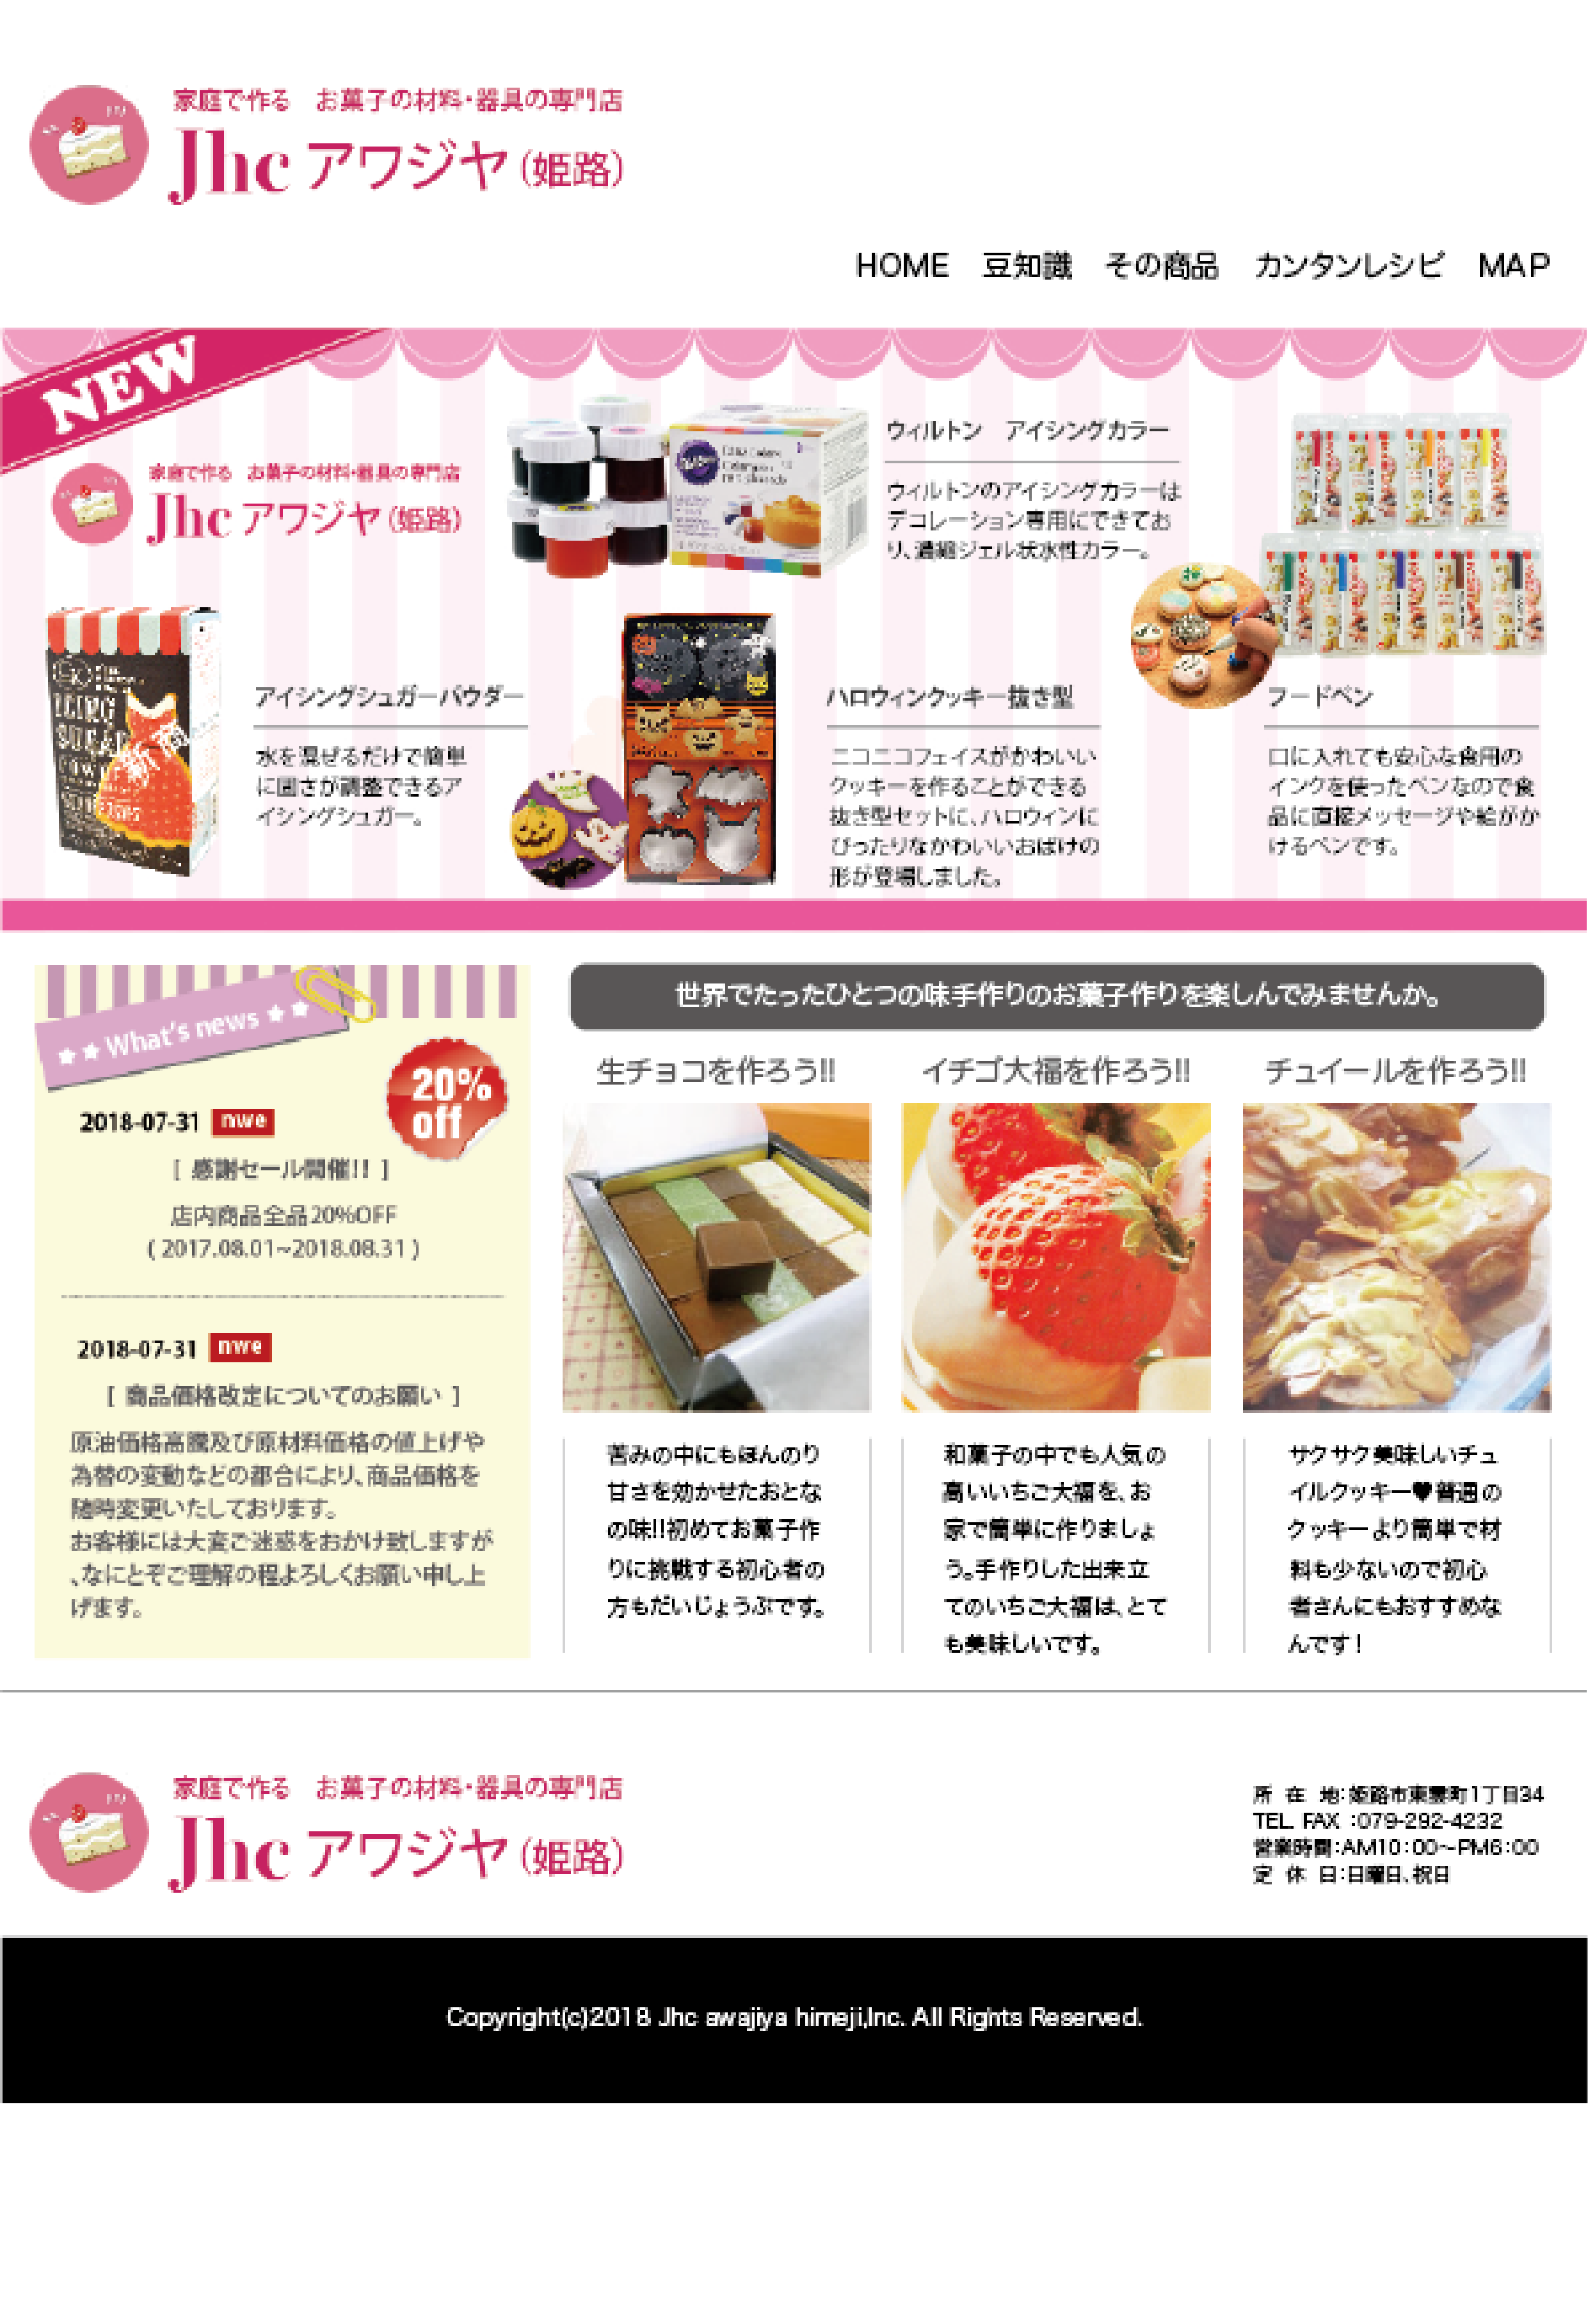 家庭で作る　お菓子の材料・器具の専門店
Jhc アワジヤ（姫路）
HOME　豆知識　その商品　カンタンレシピ　MAP
NEW
家庭で作る　お菓子の材料・器具の専門店
Jhc アワジヤ（姫路）
ウィルトン　アイシングカラー
ウィルトンのアイシングカラーは
デコレーション専用にできてお
り、濃縮ジェル状水性カラー。
アイシングシュガーパウダー
水を混ぜるだけで簡単
に固さが調整できるア
イシングシュガー。
ハロウィンクッキー抜き型
ニコニコフェイスがかわいい
クッキーを作ることができる
抜き型セットに、ハロウィンに
ぴったりなかわいいおばけの
形が登場しました。
フードペン
口に入れても安心な食用の
インクを使ったペンなので食
品に直接メッセージや絵がか
けるペンです。
★ ★ What's news ★ ★
20%
off
2018-07-31 nwe
[ 感謝セール開催!! ]
店内商品全品20%OFF
( 2017.08.01~2018.08.31 )
2018-07-31 nwe
[ 商品価格改定についてのお願い ]
原油価格高騰及び原材料価格の値上げや
為替の変動などの都合により、商品価格を
随時変更いたしております。
お客様には大変ご迷惑をおかけ致しますが
、なにとぞご理解の程よろしくお願い申し上
げます。
世界でたったひとつの味手作りのお菓子作りを楽しんでみませんか。
生チョコを作ろう!!
苦みの中にもほんのり
甘さを効かせたおとな
の味!!初めてお菓子作
りに挑戦する初心者の
方もだいじょうぶです。
イチゴ大福を作ろう!!
和菓子の中でも人気の
高いいちご大福を、お
家で簡単に作りましょ
う。手作りした出来立
てのいちご大福は、とて
も美味しいです。
チュイールを作ろう!!
サクサク美味しいチュ
イルクッキー♥普通の
クッキーより簡単で材
料も少ないので初心
者さんにもおすすめな
んです！
家庭で作る　お菓子の材料・器具の専門店
Jhc アワジヤ（姫路）
所　在　地：姫路市東雲町1丁目34
TEL. FAX ：079-292-4232
営業時間：AM10：00～PM6：00
定　休　日：日曜日、祝日
Copyright(c)2018 Jhc awajiya himeji,Inc. All Rights Reserved.